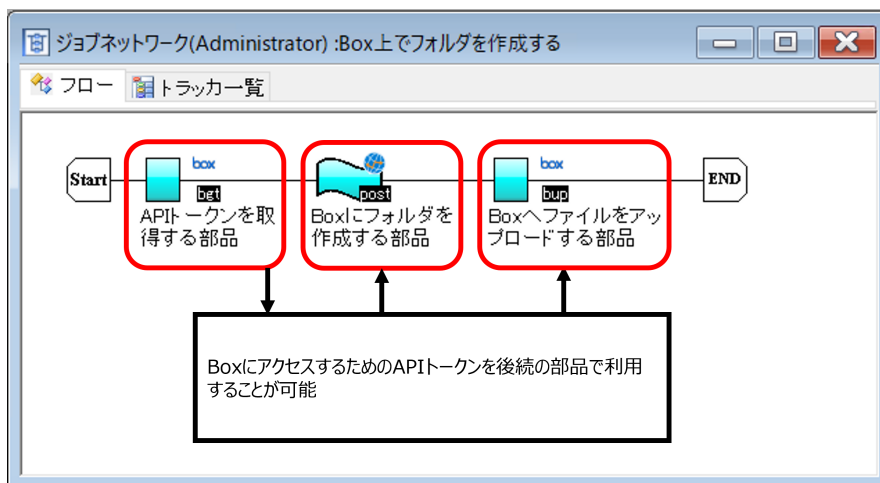 ジョブネットワーク(Administrator) :Box上でフォルダを作成する
フロー
トラッカ一覧
Start
box
bgt
APIトークンを取
得する部品
post
Boxにフォルダを
作成する部品
box
bup
Boxへファイルをアッ
プロードする部品
END
BoxにアクセスするためのAPIトークンを後続の部品で利用
することが可能